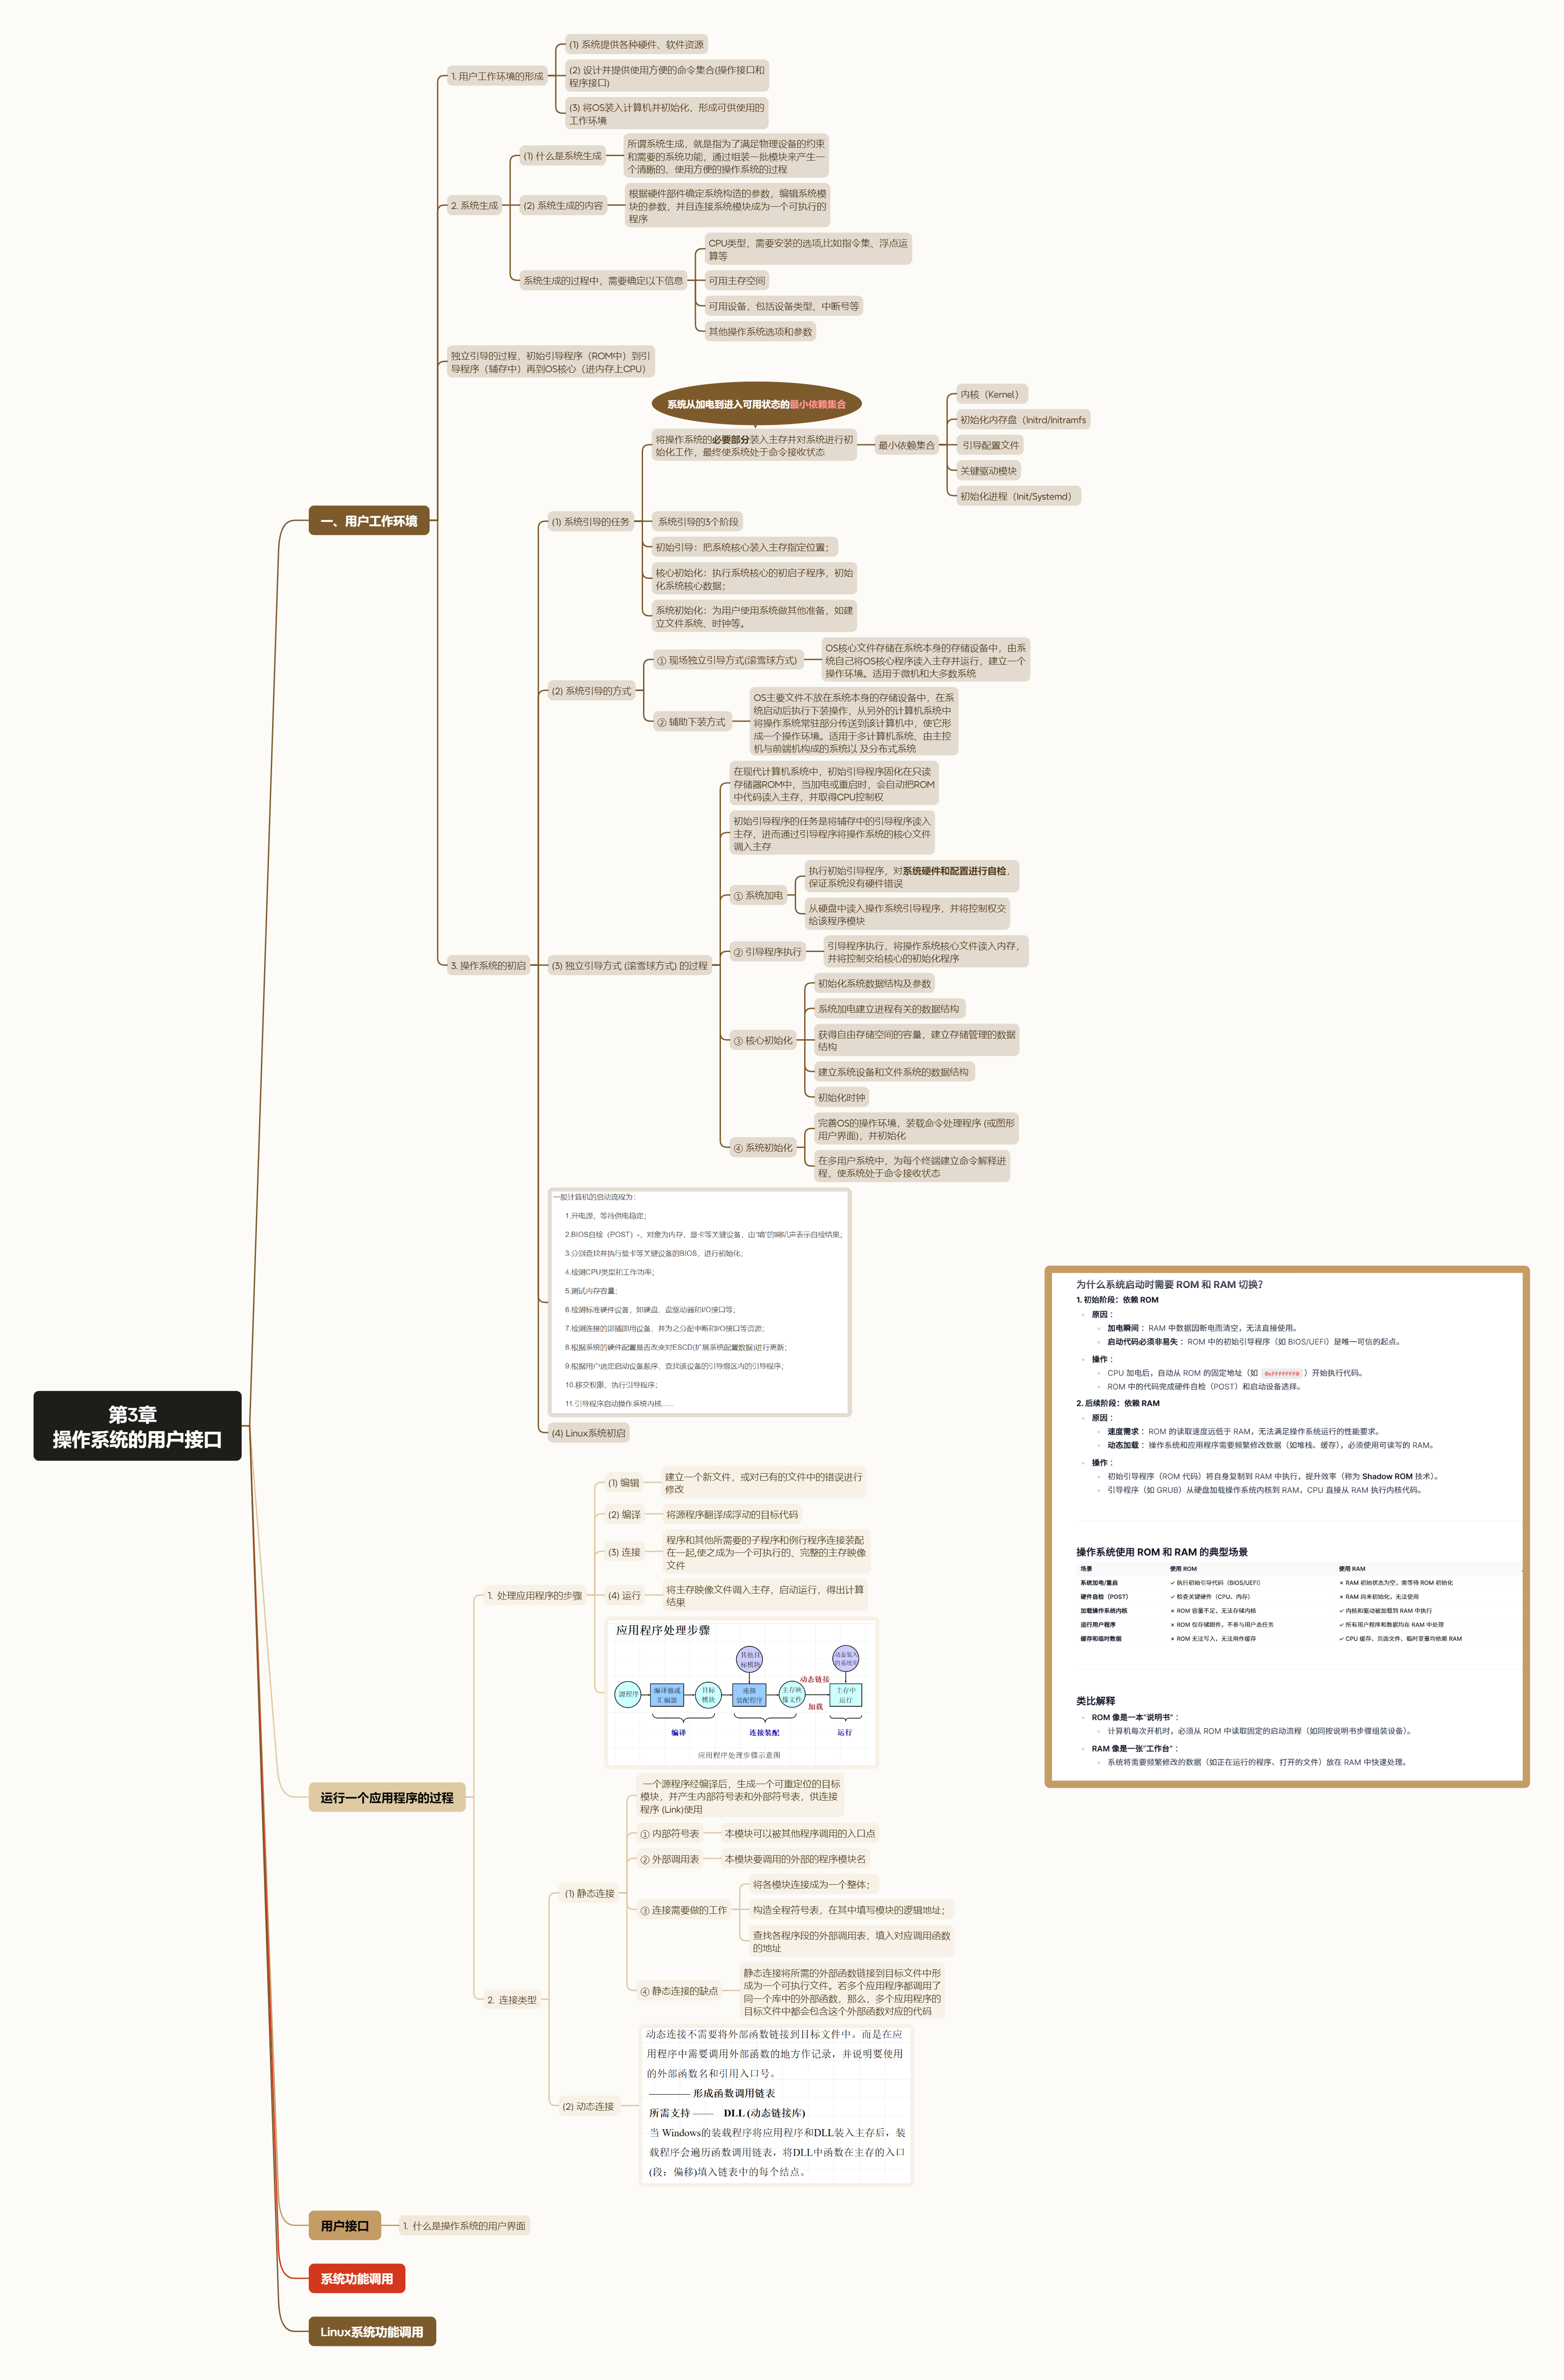 第3章
操作系统的用户接口
一、用户工作环境
1. 用户工作环境的形成
(1) 系统提供各种硬件、软件资源
(2) 设计并提供使用方便的命令集合(操作接口和
程序接口)
(3) 将OS装入计算机并初始化，形成可供使用的
工作环境
2. 系统生成
(1) 什么是系统生成
所谓系统生成，就是指为了满足物理设备的约束
和需要的系统功能，通过组装一批模块来产生一
个清晰的、使用方便的操作系统的过程
(2) 系统生成的内容
根据硬件部件确定系统构造的参数，编辑系统模
块的参数，并且连接系统模块成为一个可执行的
程序
系统生成的过程中，需要确定以下信息
CPU类型，需要安装的选项,比如指令集、浮点运
算等
可用主存空间
可用设备，包括设备类型、中断号等
其他操作系统选项和参数
独立引导的过程，初始引导程序（ROM中）到引
导程序（辅存中）再到OS核心（进内存上CPU）
3. 操作系统的初启
(1) 系统引导的任务
系统从加电到进入可用状态的最小依赖集合
将操作系统的必要部分装入主存并对系统进行初
始化工作，最终使系统处于命令接收状态
最小依赖集合
内核（Kernel）
初始化内存盘（Initrd/Initramfs
引导配置文件
关键驱动模块
初始化进程（Init/Systemd）
系统引导的3个阶段
初始引导：把系统核心装入主存指定位置；
核心初始化：执行系统核心的初启子程序，初始
化系统核心数据；
系统初始化：为用户使用系统做其他准备，如建
立文件系统、时钟等。
(2) 系统引导的方式
① 现场独立引导方式(滚雪球方式)
OS核心文件存储在系统本身的存储设备中，由系
统自己将OS核心程序读入主存并运行，建立一个
操作环境。适用于微机和大多数系统
② 辅助下装方式
OS主要文件不放在系统本身的存储设备中，在系
统启动后执行下装操作，从另外的计算机系统中
将操作系统常驻部分传送到该计算机中，使它形
成一个操作环境。适用于多计算机系统、由主控
机与前端机构成的系统以 及分布式系统
(3) 独立引导方式 (滚雪球方式) 的过程
在现代计算机系统中，初始引导程序固化在只读
存储器ROM中，当加电或重启时，会自动把ROM
中代码读入主存，并取得CPU控制权
初始引导程序的任务是将辅存中的引导程序读入
主存，进而通过引导程序将操作系统的核心文件
调入主存
① 系统加电
执行初始引导程序，对系统硬件和配置进行自检，
保证系统没有硬件错误
从硬盘中读入操作系统引导程序，并将控制权交
给该程序模块
② 引导程序执行
引导程序执行，将操作系统核心文件读入内存，
并将控制交给核心的初始化程序
③ 核心初始化
初始化系统数据结构及参数
系统加电建立进程有关的数据结构
获得自由存储空间的容量，建立存储管理的数据
结构
建立系统设备和文件系统的数据结构
初始化时钟
④ 系统初始化
完善OS的操作环境，装载命令处理程序 (或图形
用户界面)，并初始化
在多用户系统中，为每个终端建立命令解释进
程，使系统处于命令接收状态
一般计算机的启动流程为：
1.开电源，等待供电稳定；
2.BIOS自检（POST）-，对象为内存，显卡等关键设备，由“嘀”的喇叭声表示自检结果；
3.分别查找并执行显卡等关键设备的BIOS，进行初始化；
4.检测CPU类型和工作功率；
5.测试内存容量；
6.检测标准硬件设备，如硬盘、盘驱动器和I/O接口等；
7.检测连接的即插即用设备，并为之分配中断和I/O接口等资源；
8.根据系统的硬件配置是否改变对ESCD(扩展系统配置数据)进行更新；
9.根据用户选定启动设备顺序，查找该设备的引导扇区内的引导程序；
10.移交权限，执行引导程序；
11.引导程序启动操作系统内核......
(4) Linux系统初启
为什么系统启动时需要 ROM 和 RAM 切换？
1. 初始阶段：依赖 ROM
原因：
加电瞬间：RAM 中数据因断电而清空，无法直接使用。
启动代码必须非易失：ROM 中的初始引导程序（如 BIOS/UEFI）是唯一可信的起点。
操作：
CPU 加电后，自动从 ROM 的固定地址（如 0xFFFFFFF0 ）开始执行代码。
ROM 中的代码完成硬件自检（POST）和启动设备选择。
2. 后续阶段：依赖 RAM
原因：
速度需求：ROM 的读取速度远低于 RAM，无法满足操作系统运行的性能要求。
动态加载：操作系统和应用程序需要频繁修改数据（如堆栈、缓存），必须使用可读写的 RAM。
操作：
初始引导程序（ROM 代码）将自身复制到 RAM 中执行，提升效率（称为 Shadow ROM 技术）。
引导程序（如 GRUB）从硬盘加载操作系统内核到 RAM，CPU 直接从 RAM 执行内核代码。
操作系统使用 ROM 和 RAM 的典型场景
场景 使用 ROM 使用 RAM
系统加电/重启 ✓ 执行初始引导代码（BIOS/UEFI） × RAM 初始状态为空，需等待 ROM 初始化
硬件自检（POST） ✓ 检查关键硬件（CPU、内存） × RAM 尚未初始化，无法使用
加载操作系统内核 × ROM 容量不足，无法存储内核 ✓ 内核和驱动被加载到 RAM 中执行
运行用户程序 × ROM 仅存储固件，不参与用户态任务 ✓ 所有用户程序和数据均在 RAM 中处理
缓存和临时数据 × ROM 无法写入，无法用作缓存 ✓ CPU 缓存、页面文件、临时变量均依赖 RAM
类比解释
ROM 像是一本“说明书”：
计算机每次开机时，必须从 ROM 中读取固定的启动流程（如同按说明书步骤组装设备）。
RAM 像是一张“工作台”：
系统将需要频繁修改的数据（如正在运行的程序、打开的文件）放在 RAM 中快速处理。
运行一个应用程序的过程
1. 处理应用程序的步骤
(1) 编辑
建立一个新文件，或对已有的文件中的错误进行
修改
(2) 编译
将源程序翻译成浮动的目标代码
(3) 连接
程序和其他所需要的子程序和例行程序连接装配
在一起,使之成为一个可执行的、完整的主存映像
文件
(4) 运行
将主存映像文件调入主存，启动运行，得出计算
结果
应用程序处理步骤
其他目
标模块
动态装入
的系统库
源程序
编译器或
汇编器
目标
模块
连接
装配程序
主存映
像文件
动态链接
加载
主存中
运行
编译
连接装配
运行
应用程序处理步骤示意图
2. 连接类型
(1) 静态连接
一个源程序经编译后，生成一个可重定位的目标
模块，并产生内部符号表和外部符号表，供连接
程序 (Link)使用
① 内部符号表
本模块可以被其他程序调用的入口点
② 外部调用表
本模块要调用的外部的程序模块名
③ 连接需要做的工作
将各模块连接成为一个整体；
构造全程符号表，在其中填写模块的逻辑地址；
查找各程序段的外部调用表，填入对应调用函数
的地址
④ 静态连接的缺点
静态连接将所需的外部函数链接到目标文件中形
成为一个可执行文件。若多个应用程序都调用了
同一个库中的外部函数，那么，多个应用程序的
目标文件中都会包含这个外部函数对应的代码
(2) 动态连接
动态连接不需要将外部函数链接到目标文件中。而是在应
用程序中需要调用外部函数的地方作记录，并说明要使用
的外部函数名和引用入口号。
———— 形成函数调用链表
所需支持 —— DLL (动态链接库)
当 Windows的装载程序将应用程序和DLL装入主存后，装
载程序会遍历函数调用链表，将DLL中函数在主存的入口
(段：偏移)填入链表中的每个结点。
用户接口
1. 什么是操作系统的用户界面
系统功能调用
Linux系统功能调用